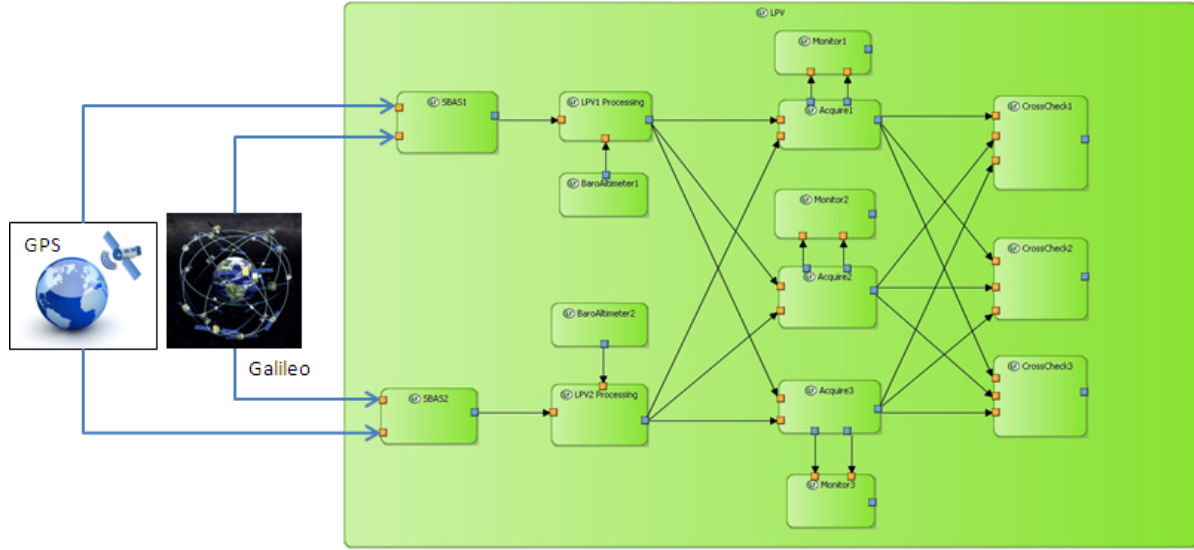 LPV
Monitor1
SBAS1
LPV1 Processing
Acquire1
CrossCheck1
BaroAltimeter1
Monitor2
GPS
CrossCheck2
Acquire2
BaroAltimeter2
Galileo
CrossCheck3
SBAS2
LPV2 Processing
Acquire3
Monitor3